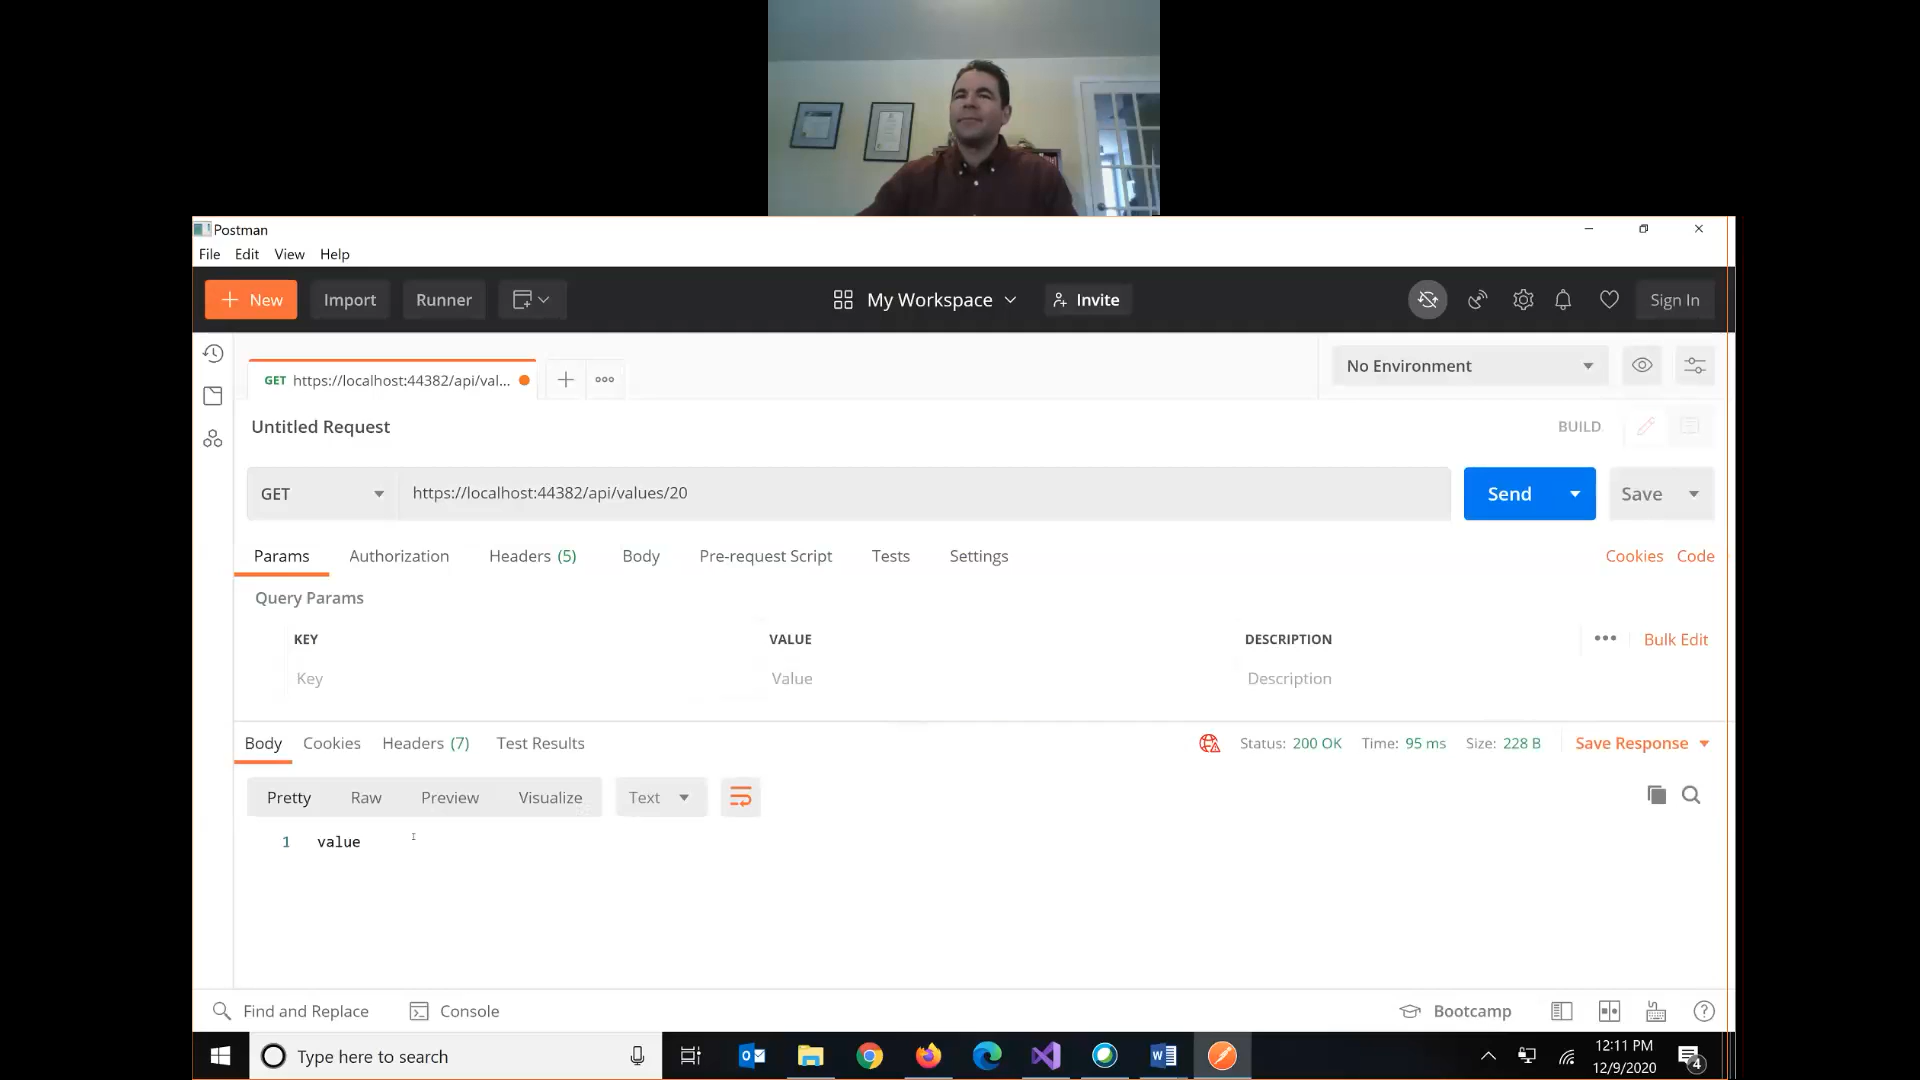 Postman
File Edit View Help
New Import Runner My Workspace Invite Sign In
GET https://localhost:44382/api/val... No Environment
Untitled Request BUILD
GET https://localhost:44382/api/values/20 Send Save
Params Authorization Headers (5) Body Pre-request Script Tests Settings Cookies Code
Query Params
KEY VALUE DESCRIPTION Bulk Edit
Key Value Description
Body Cookies Headers (7) Test Results Status: 200 OK Time: 95 ms Size: 228 B Save Response
Pretty Raw Preview Visualize Text
1 value
Find and Replace Console Bootcamp
Type here to search 12:11 PM
12/9/2020 4